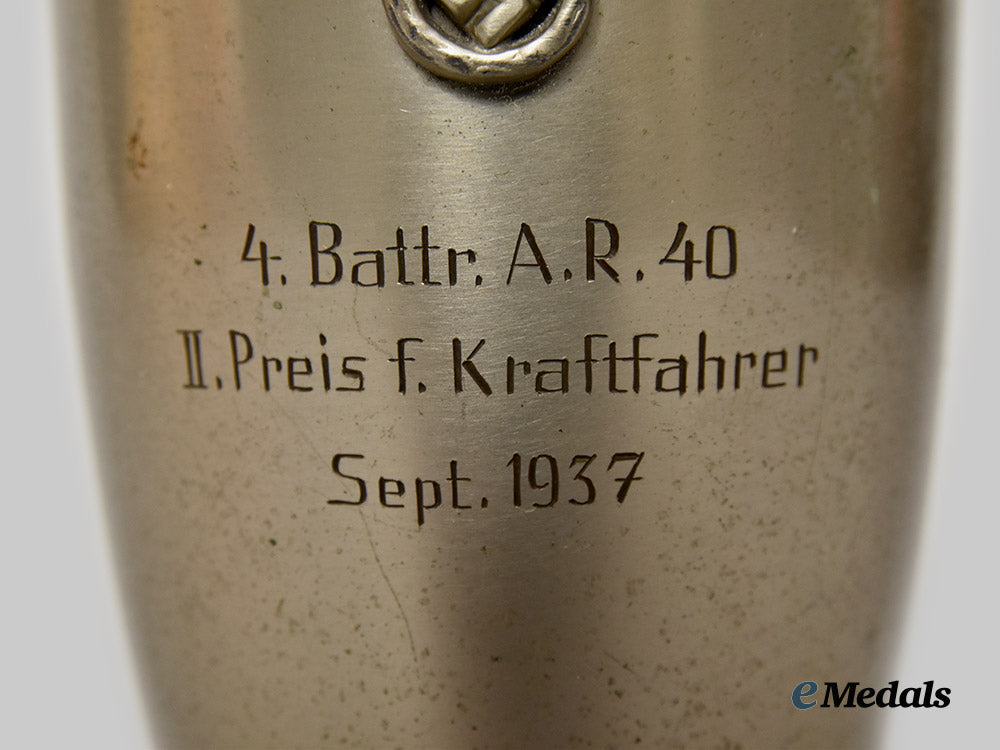 4. Battr. A.R. 40
II. Preis f. Kraftfahrer
Sept. 1937
eMedals